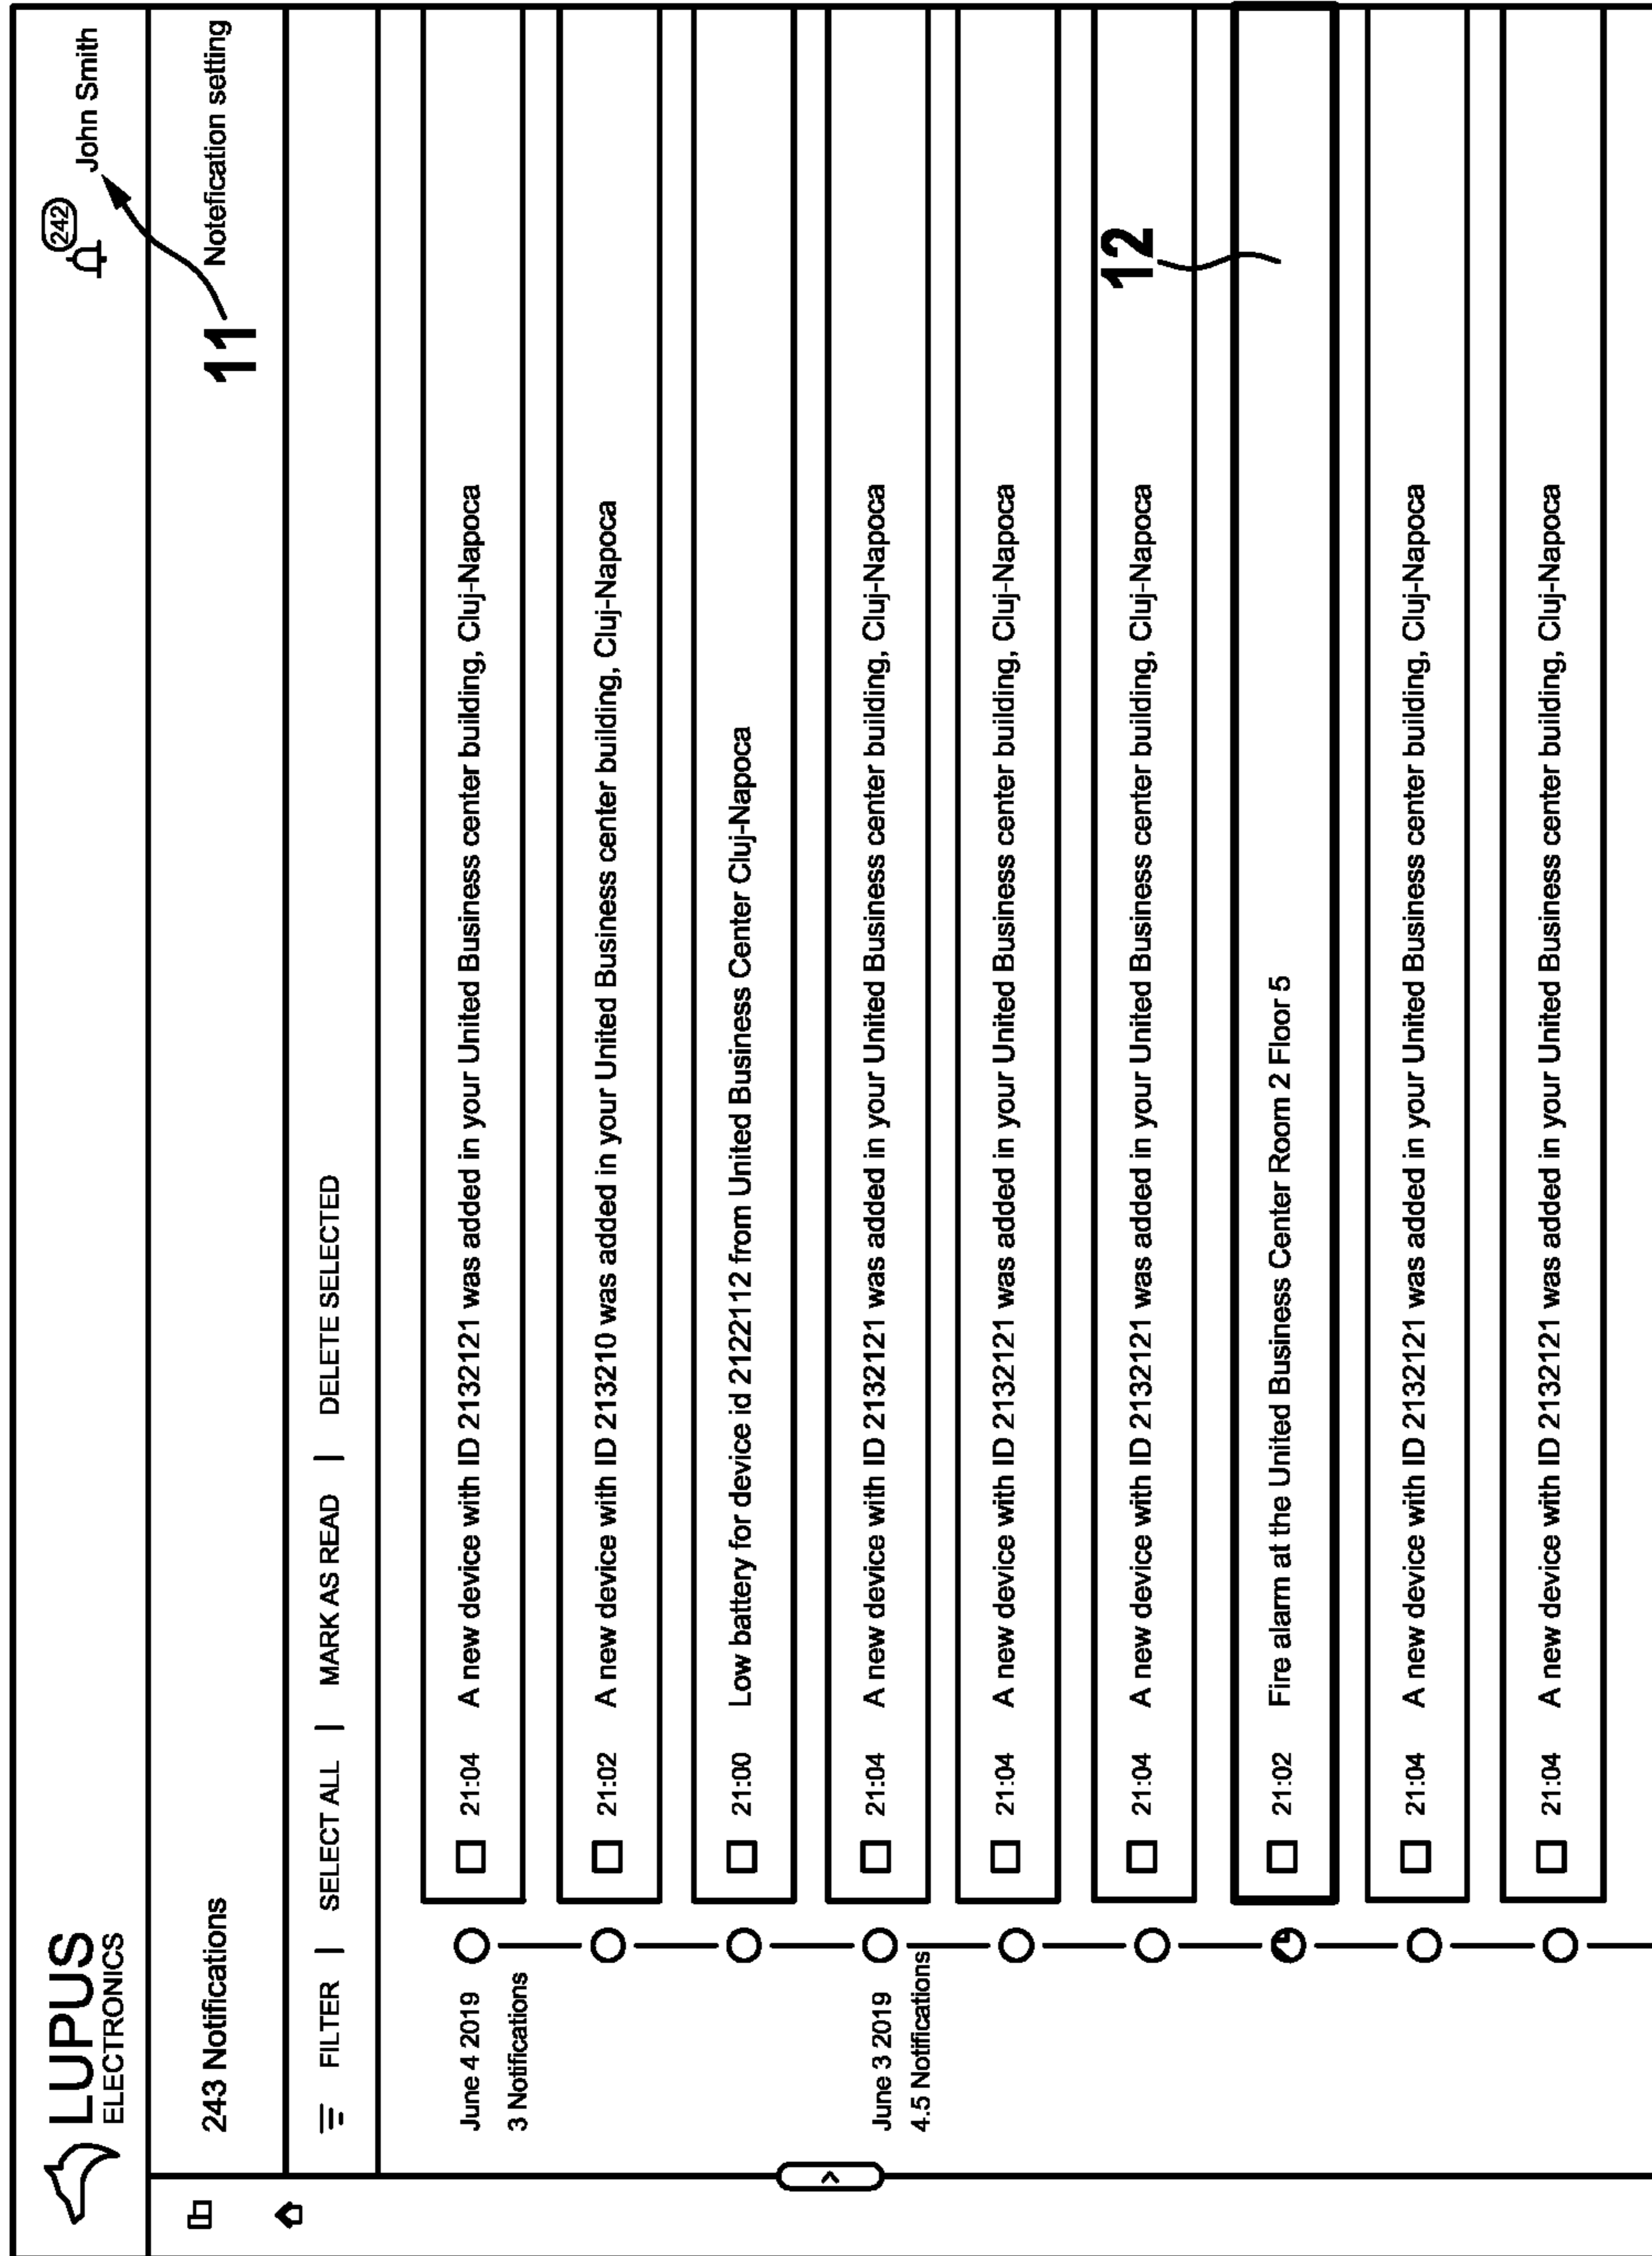 LUPUS
ELECTRONICS
242
John Smith
243 Notifications
11
Notefication setting
FILTER | SELECT ALL | MARK AS READ | DELETE SELECTED
June 4 2019
3 Notifications
21:04 A new device with ID 2132121 was added in your United Business center building, Cluj-Napoca
21:02 A new device with ID 213210 was added in your United Business center building, Cluj-Napoca
21:00 Low battery for device id 21221112 from United Business Center Cluj-Napoca
June 3 2019
4.5 Notifications
21:04 A new device with ID 2132121 was added in your United Business center building, Cluj-Napoca
21:04 A new device with ID 2132121 was added in your United Business center building, Cluj-Napoca
21:04 A new device with ID 2132121 was added in your United Business center building, Cluj-Napoca
12
21:02 Fire alarm at the United Business Center Room 2 Floor 5
21:04 A new device with ID 2132121 was added in your United Business center building, Cluj-Napoca
21:04 A new device with ID 2132121 was added in your United Business center building, Cluj-Napoca